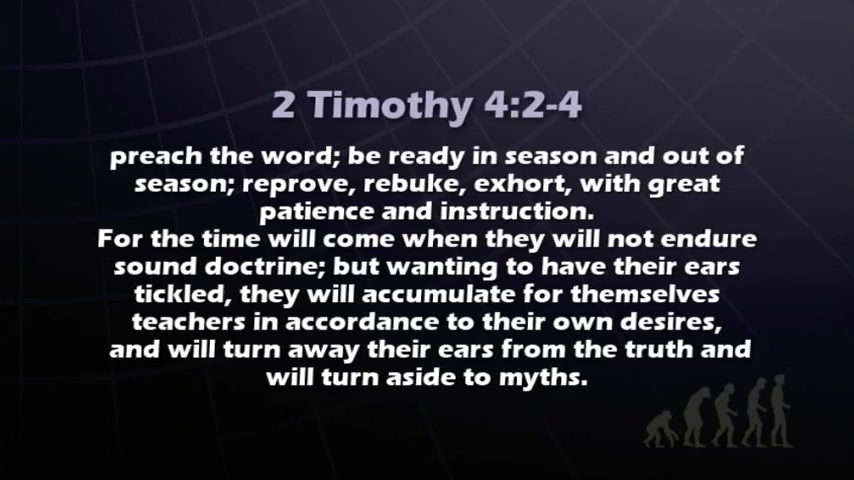 2 Timothy 4:2-4
preach the word; be ready in season and out of
season; reprove, rebuke, exhort, with great
patience and instruction.
For the time will come when they will not endure
sound doctrine; but wanting to have their ears
tickled, they will accumulate for themselves
teachers in accordance to their own desires,
and will turn away their ears from the truth and
will turn aside to myths.